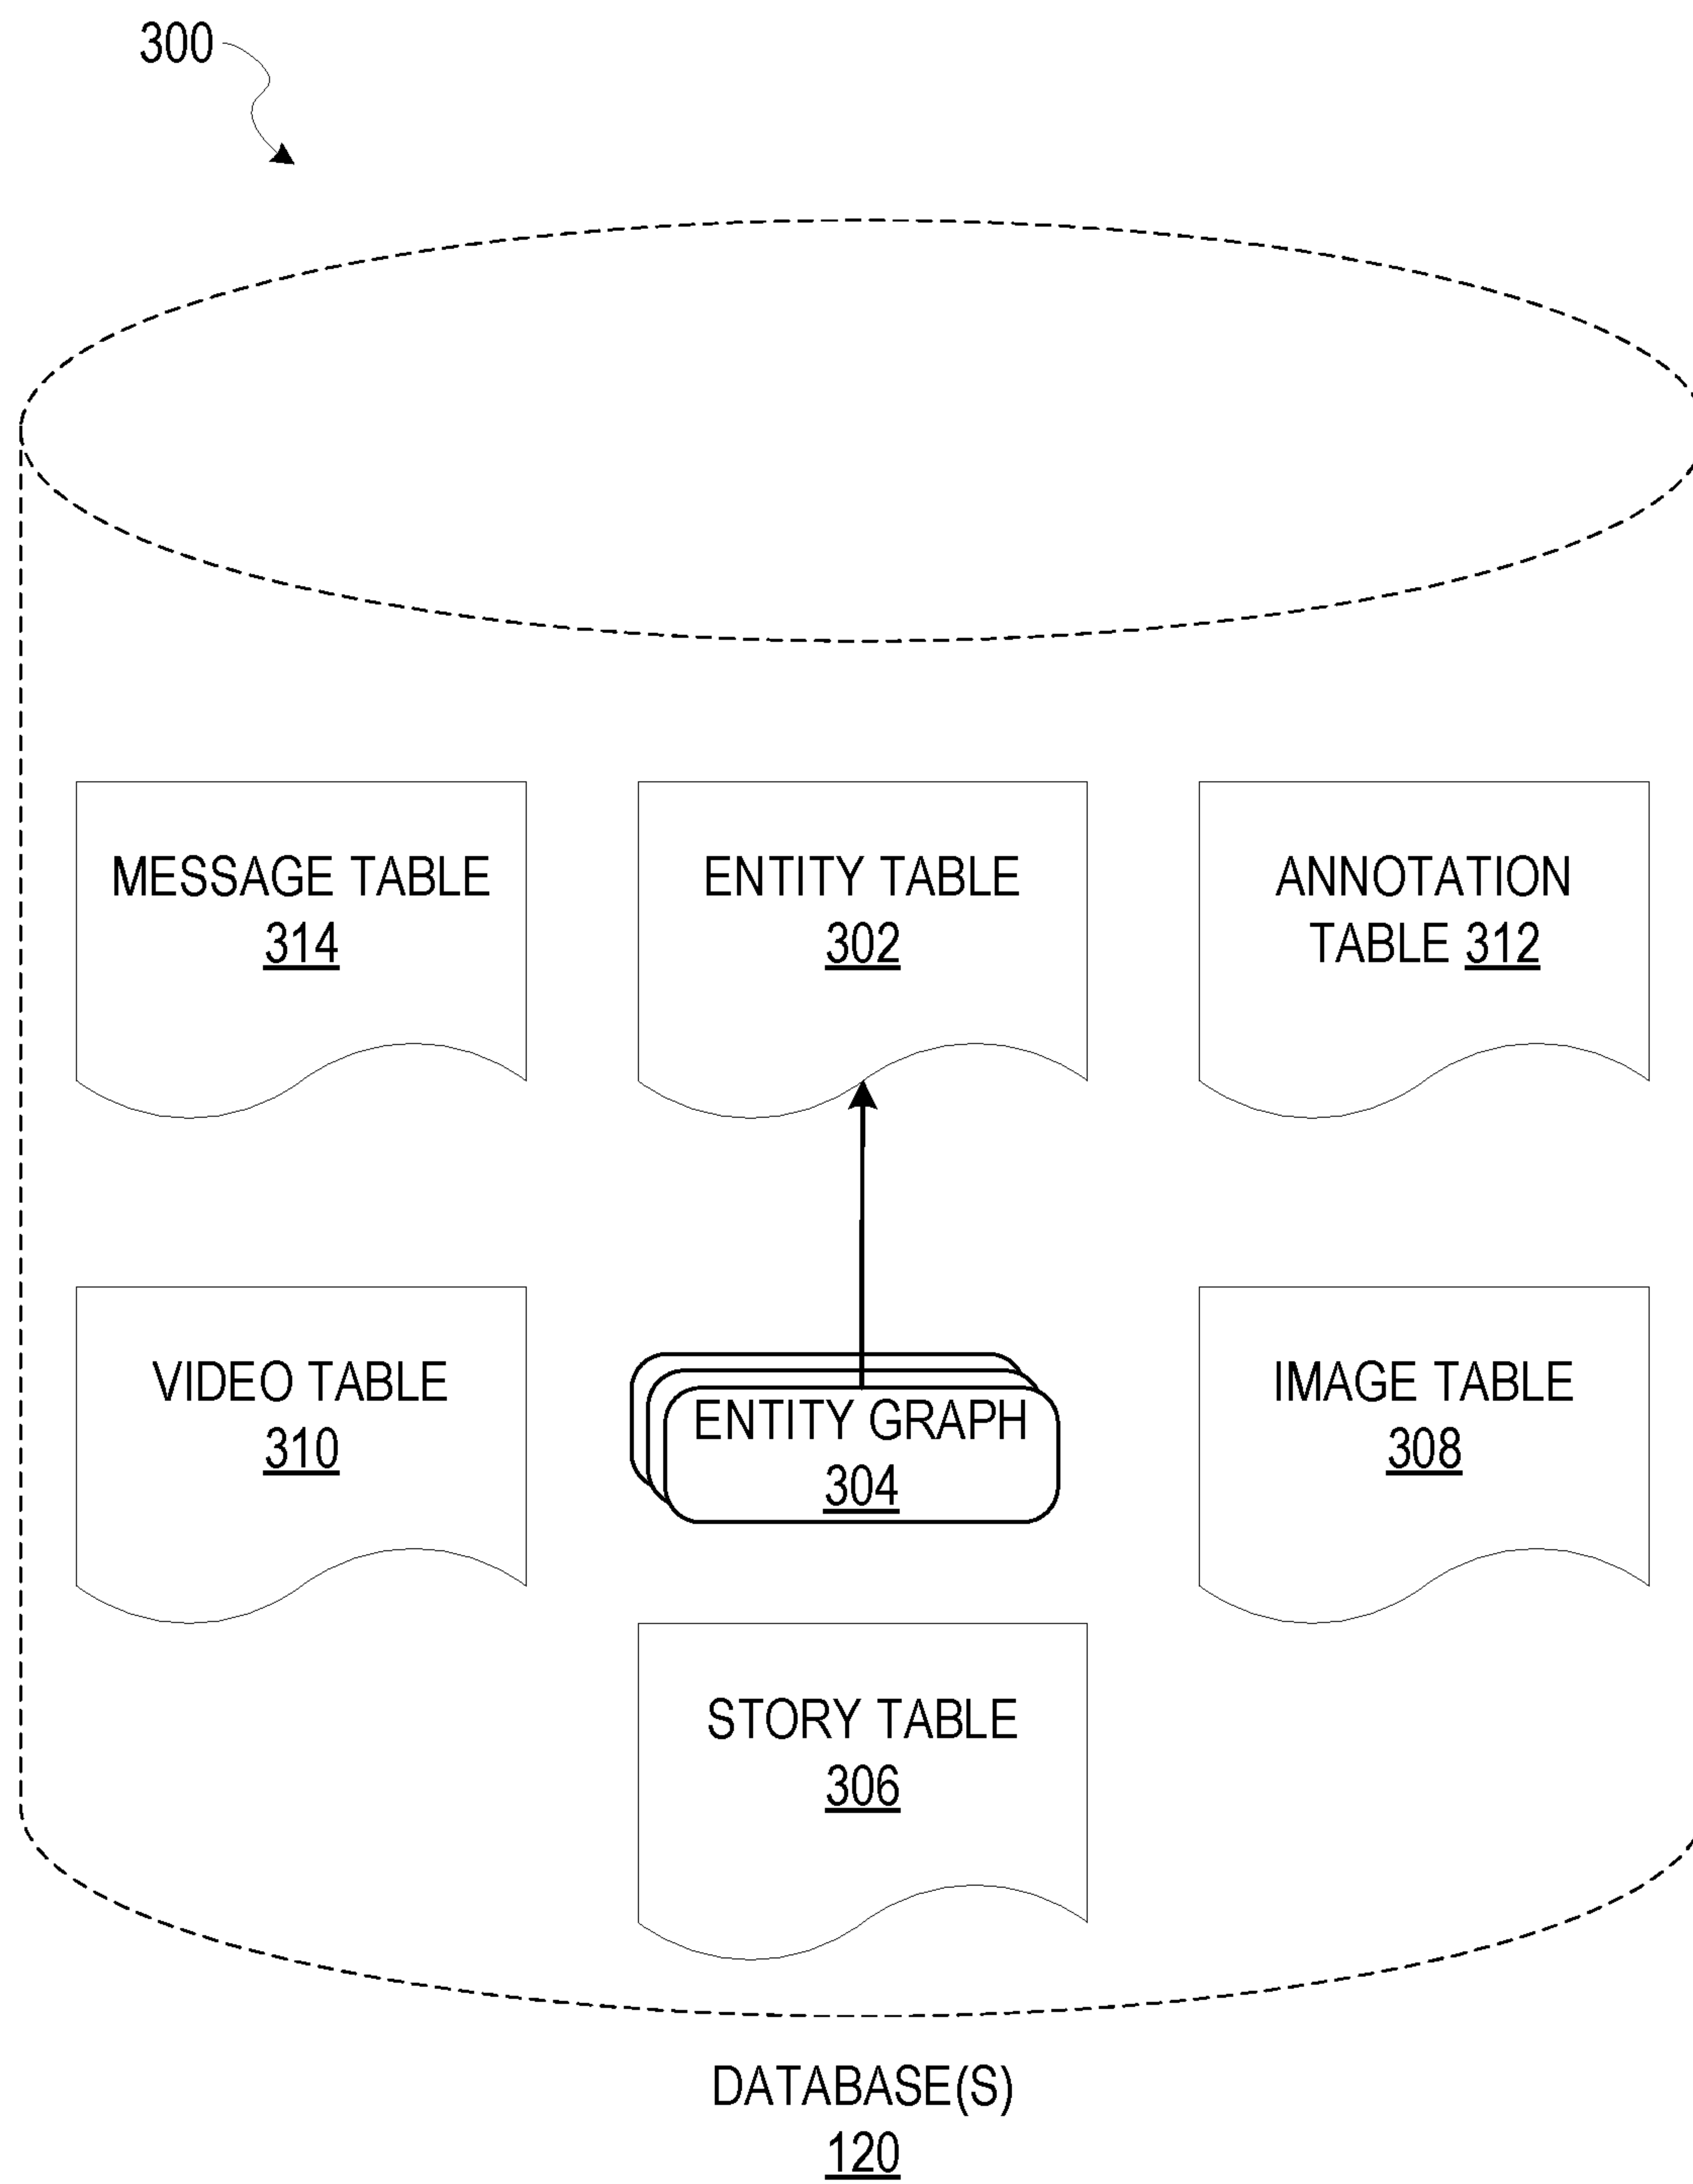 300
MESSAGE TABLE
314
ENTITY TABLE
302
ANNOTATION
TABLE 312
VIDEO TABLE
310
ENTITY GRAPH
304
IMAGE TABLE
308
STORY TABLE
306
DATABASE(S)
120